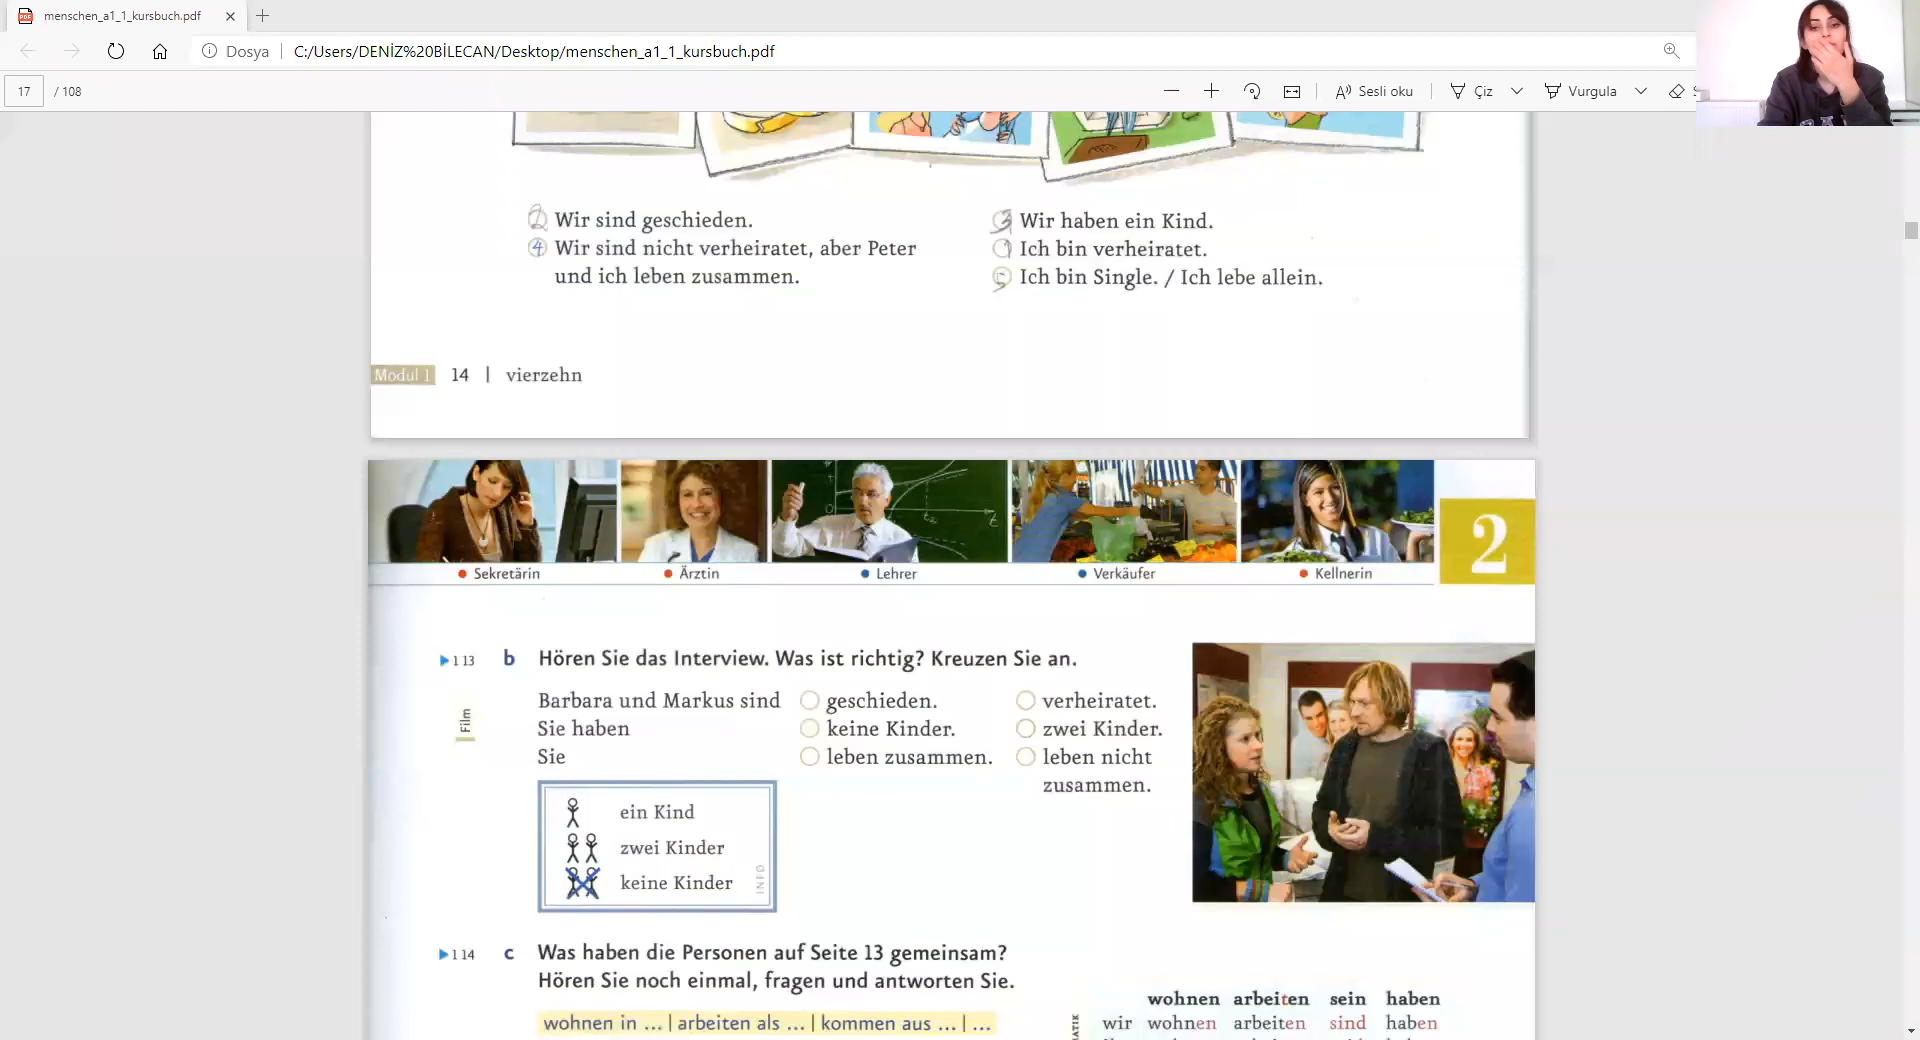 menschen_a1_1_kursbuch.pdf
Dosya
C:/Users/DENİZ%20BİLECAN/Desktop/menschen_a1_1_kursbuch.pdf
17 / 108
Sesli oku
Çiz
Vurgula
2 Wir sind geschieden.
4 Wir sind nicht verheiratet, aber Peter
und ich leben zusammen.
3 Wir haben ein Kind.
1 Ich bin verheiratet.
5 Ich bin Single. / Ich lebe allein.
Modul 1 14 | vierzehn
Sekretärin
Ärztin
Lehrer
Verkäufer
Kellnerin
2
1 13 b Hören Sie das Interview. Was ist richtig? Kreuzen Sie an.
Film
Barbara und Markus sind geschieden. verheiratet.
Sie haben keine Kinder. zwei Kinder.
Sie leben zusammen. leben nicht
zusammen.
ein Kind
zwei Kinder
keine Kinder
INFO
1 14 c Was haben die Personen auf Seite 13 gemeinsam?
Hören Sie noch einmal, fragen und antworten Sie.
wohnen in ... | arbeiten als ... | kommen aus ... | ...
wohnen arbeiten sein haben
wir wohnen arbeiten sind haben